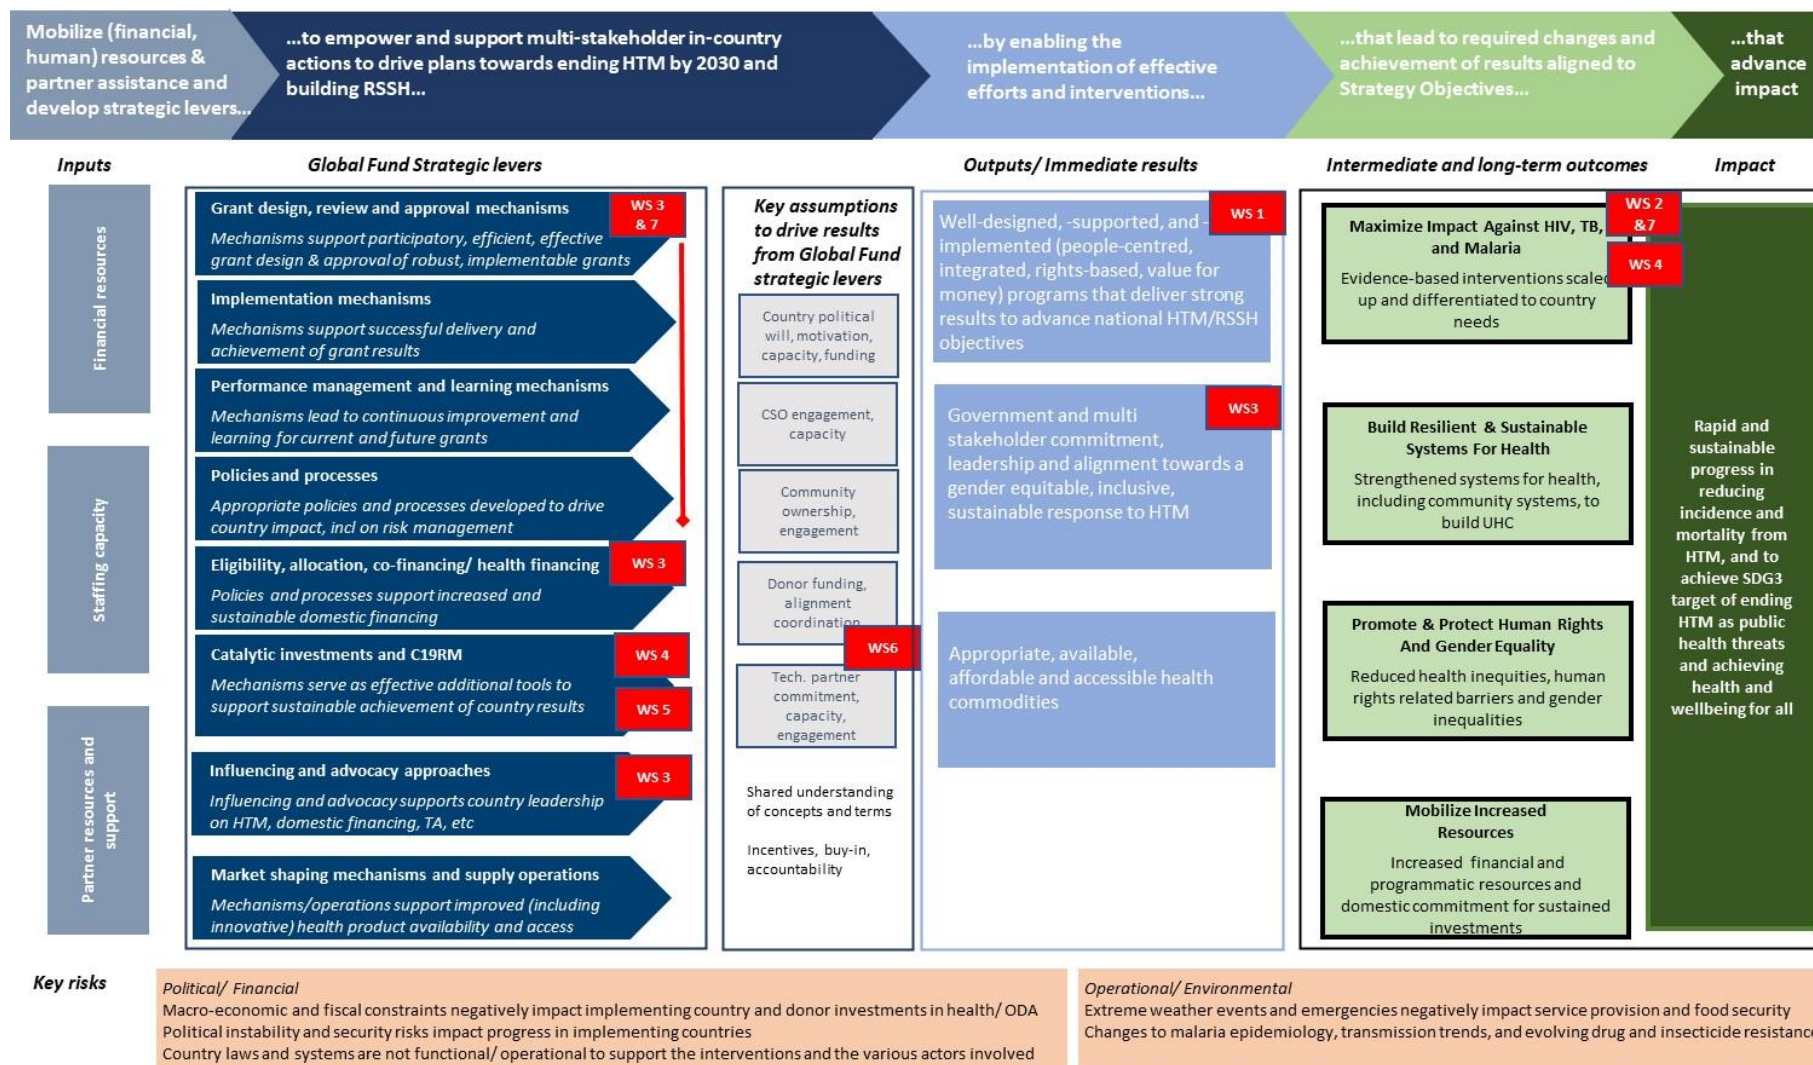 Mobilize (financial,
human) resources &
partner assistance and
develop strategic levers...
...to empower and support multi-stakeholder in-country
actions to drive plans towards ending HTM by 2030 and
building RSSH...
...by enabling the
implementation of effective
efforts and interventions...
...that lead to required changes and
achievement of results aligned to
Strategy Objectives...
...that
advance
impact
Inputs
Financial resources
Staffing capacity
Partner resources and
support
Global Fund Strategic levers
Grant design, review and approval mechanisms
Mechanisms support participatory, efficient, effective
grant design & approval of robust, implementable grants
WS 3
& 7
Implementation mechanisms
Mechanisms support successful delivery and
achievement of grant results
Performance management and learning mechanisms
Mechanisms lead to continuous improvement and
learning for current and future grants
Policies and processes
Appropriate policies and processes developed to drive
country impact, incl on risk management
Eligibility, allocation, co-financing/ health financing
Policies and processes support increased and
sustainable domestic financing
WS 3
Catalytic investments and C19RM
Mechanisms serve as effective additional tools to
support sustainable achievement of country results
WS 4
WS 5
Influencing and advocacy approaches
Influencing and advocacy supports country leadership
on HTM, domestic financing, TA, etc
WS 3
Market shaping mechanisms and supply operations
Mechanisms/operations support improved (including
innovative) health product availability and access
Key assumptions
to drive results
from Global Fund
strategic levers
Country political
will, motivation,
capacity, funding
CSO engagement,
capacity
Community
ownership,
engagement
Donor funding,
alignment
coordination
WS6
Tech. partner
commitment,
capacity,
engagement
Shared understanding
of concepts and terms
Incentives, buy-in,
accountability
Outputs/ Immediate results
Well-designed, -supported, and -
implemented (people-centred,
integrated, rights-based, value for
money) programs that deliver strong
results to advance national HTM/RSSH
objectives
WS 1
Government and multi
stakeholder commitment,
leadership and alignment towards a
gender equitable, inclusive,
sustainable response to HTM
WS3
Appropriate, available,
affordable and accessible health
commodities
Intermediate and long-term outcomes
Maximize Impact Against HIV, TB,
and Malaria
Evidence-based interventions scaled
up and differentiated to country
needs
WS 2
&7
WS 4
Build Resilient & Sustainable
Systems For Health
Strengthened systems for health,
including community systems, to
build UHC
Promote & Protect Human Rights
And Gender Equality
Reduced health inequities, human
rights related barriers and gender
inequalities
Mobilize Increased
Resources
Increased financial and
programmatic resources and
domestic commitment for sustained
investments
Impact
Rapid and
sustainable
progress in
reducing
incidence and
mortality from
HTM, and to
achieve SDG3
target of ending
HTM as public
health threats
and achieving
health and
wellbeing for all
Key risks
Political/ Financial
Macro-economic and fiscal constraints negatively impact implementing country and donor investments in health/ ODA
Political instability and security risks impact progress in implementing countries
Country laws and systems are not functional/ operational to support the interventions and the various actors involved
Operational/ Environmental
Extreme weather events and emergencies negatively impact service provision and food security
Changes to malaria epidemiology, transmission trends, and evolving drug and insecticide resistance